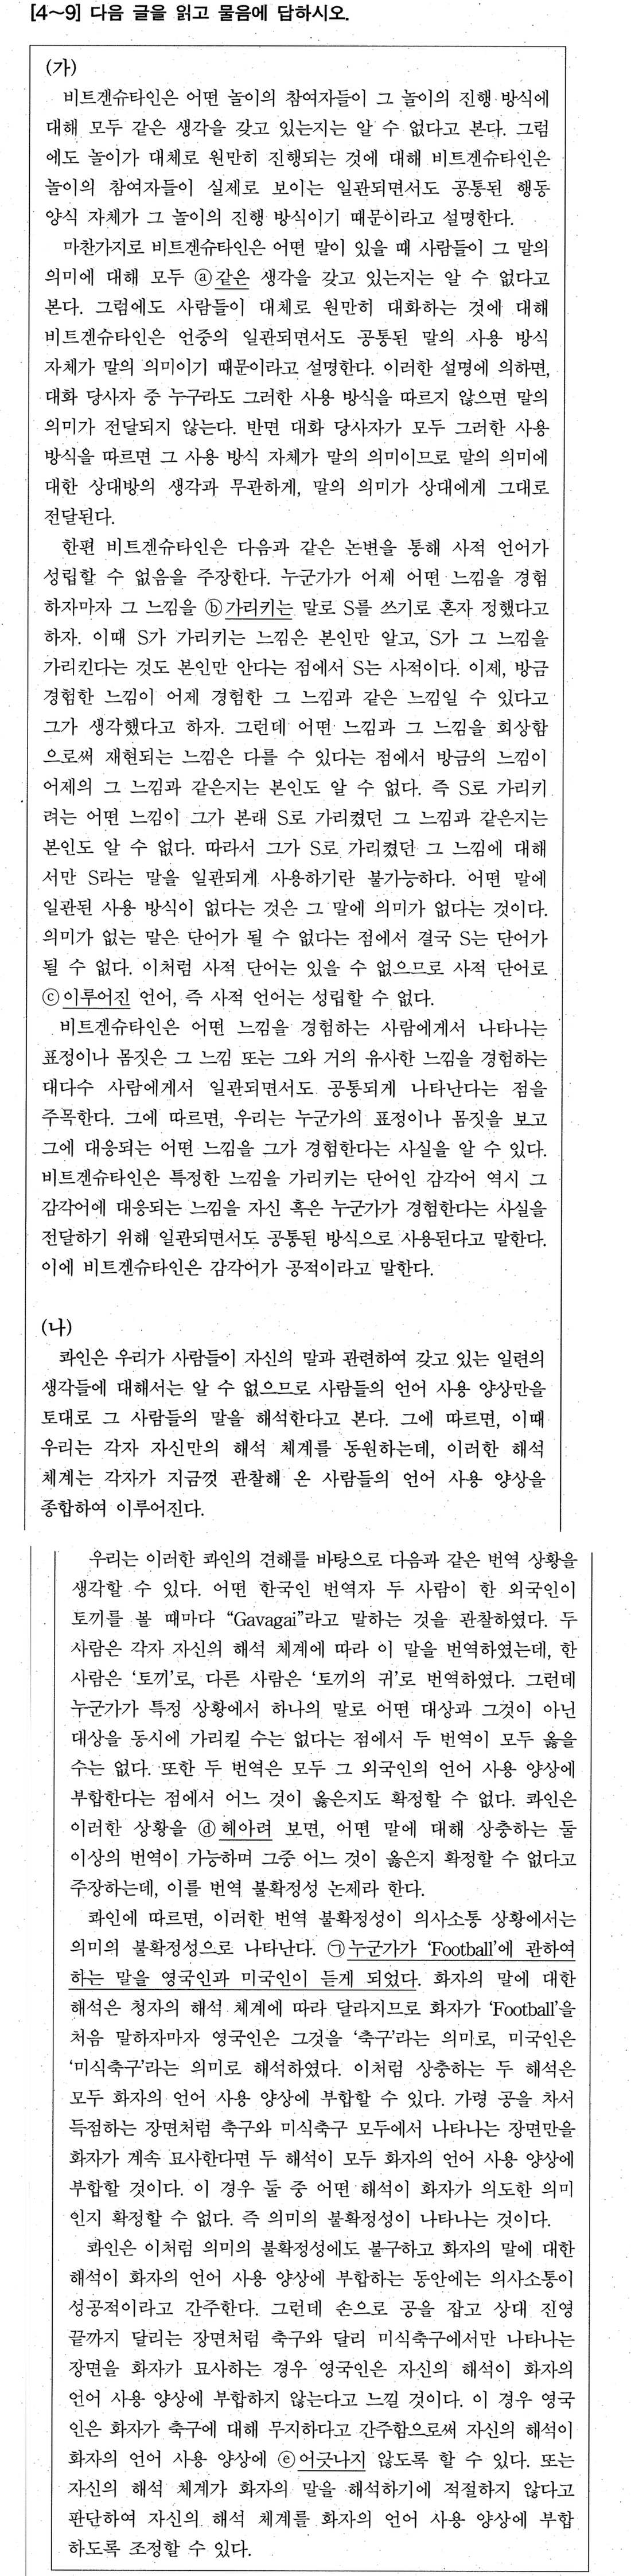 [4～9] 다음 글을 읽고 물음에 답하시오.
(가)
비트겐슈타인은 어떤 놀이의 참여자들이 그 놀이의 진행 방식에
대해 모두 같은 생각을 갖고 있는지는 알 수 없다고 본다. 그럼
에도 놀이가 대체로 원만히 진행되는 것에 대해 비트겐슈타인은
놀이의 참여자들이 실제로 보이는 일관되면서도 공통된 행동
양식 자체가 그 놀이의 진행 방식이기 때문이라고 설명한다.
마찬가지로 비트겐슈타인은 어떤 말이 있을 때 사람들이 그 말의
의미에 대해 모두 ⓐ같은 생각을 갖고 있는지는 알 수 없다고
본다. 그럼에도 사람들이 대체로 원만히 대화하는 것에 대해
비트겐슈타인은 언중의 일관되면서도 공통된 말의 사용 방식
자체가 말의 의미이기 때문이라고 설명한다. 이러한 설명에 의하면,
대화 당사자 중 누구라도 그러한 사용 방식을 따르지 않으면 말의
의미가 전달되지 않는다. 반면 대화 당사자가 모두 그러한 사용
방식을 따르면 그 사용 방식 자체가 말의 의미이므로 말의 의미에
대한 상대방의 생각과 무관하게, 말의 의미가 상대에게 그대로
전달된다.
한편 비트겐슈타인은 다음과 같은 논변을 통해 사적 언어가
성립할 수 없음을 주장한다. 누군가가 어제 어떤 느낌을 경험
하자마자 그 느낌을 ⓑ가리키는 말로 S를 쓰기로 혼자 정했다고
하자. 이때 S가 가리키는 느낌은 본인만 알고, S가 그 느낌을
가리킨다는 것도 본인만 안다는 점에서 S는 사적이다. 이제, 방금
경험한 느낌이 어제 경험한 그 느낌과 같은 느낌일 수 있다고
그가 생각했다고 하자. 그런데 어떤 느낌과 그 느낌을 회상함
으로써 재현되는 느낌은 다를 수 있다는 점에서 방금의 느낌이
어제의 그 느낌과 같은지는 본인도 알 수 없다. 즉 S로 가리키
려는 어떤 느낌이 그가 본래 S로 가리켰던 그 느낌과 같은지는
본인도 알 수 없다. 따라서 그가 S로 가리켰던 그 느낌에 대해
서만 S라는 말을 일관되게 사용하기란 불가능하다. 어떤 말에
일관된 사용 방식이 없다는 것은 그 말에 의미가 없다는 것이다.
의미가 없는 말은 단어가 될 수 없다는 점에서 결국 S는 단어가
될 수 없다. 이처럼 사적 단어는 있을 수 없으므로 사적 단어로
ⓒ이루어진 언어, 즉 사적 언어는 성립할 수 없다.
비트겐슈타인은 어떤 느낌을 경험하는 사람에게서 나타나는
표정이나 몸짓은 그 느낌 또는 그와 거의 유사한 느낌을 경험하는
대다수 사람에게서 일관되면서도 공통되게 나타난다는 점을
주목한다. 그에 따르면, 우리는 누군가의 표정이나 몸짓을 보고
그에 대응되는 어떤 느낌을 그가 경험한다는 사실을 알 수 있다.
비트겐슈타인은 특정한 느낌을 가리키는 단어인 감각어 역시 그
감각어에 대응되는 느낌을 자신 혹은 누군가가 경험한다는 사실을
전달하기 위해 일관되면서도 공통된 방식으로 사용된다고 말한다.
이에 비트겐슈타인은 감각어가 공적이라고 말한다.
(나)
콰인은 우리가 사람들이 자신의 말과 관련하여 갖고 있는 일련의
생각들에 대해서는 알 수 없으므로 사람들의 언어 사용 양상만을
토대로 그 사람들의 말을 해석한다고 본다. 그에 따르면, 이때
우리는 각자 자신만의 해석 체계를 동원하는데, 이러한 해석
체계는 각자가 지금껏 관찰해 온 사람들의 언어 사용 양상을
종합하여 이루어진다.
우리는 이러한 콰인의 견해를 바탕으로 다음과 같은 번역 상황을
생각할 수 있다. 어떤 한국인 번역자 두 사람이 한 외국인이
토끼를 볼 때마다 “Gavagai”라고 말하는 것을 관찰하였다. 두
사람은 각자 자신의 해석 체계에 따라 이 말을 번역하였는데, 한
사람은 ‘토끼’로, 다른 사람은 ‘토끼의 귀’로 번역하였다. 그런데
누군가가 특정 상황에서 하나의 말로 어떤 대상과 그것이 아닌
대상을 동시에 가리킬 수는 없다는 점에서 두 번역이 모두 옳을
수는 없다. 또한 두 번역은 모두 그 외국인의 언어 사용 양상에
부합한다는 점에서 어느 것이 옳은지도 확정할 수 없다. 콰인은
이러한 상황을 ⓓ헤아려 보면, 어떤 말에 대해 상충하는 둘
이상의 번역이 가능하며 그중 어느 것이 옳은지 확정할 수 없다고
주장하는데, 이를 번역 불확정성 논제라 한다.
콰인에 따르면, 이러한 번역 불확정성이 의사소통 상황에서는
의미의 불확정성으로 나타난다. ㉠누군가가 ‘Football’에 관하여
하는 말을 영국인과 미국인이 듣게 되었다. 화자의 말에 대한
해석은 청자의 해석 체계에 따라 달라지므로 화자가 ‘Football’을
처음 말하자마자 영국인은 그것을 ‘축구’라는 의미로, 미국인은
‘미식축구’라는 의미로 해석하였다. 이처럼 상충하는 두 해석은
모두 화자의 언어 사용 양상에 부합할 수 있다. 가령 공을 차서
득점하는 장면처럼 축구와 미식축구 모두에서 나타나는 장면만을
화자가 계속 묘사한다면 두 해석이 모두 화자의 언어 사용 양상에
부합할 것이다. 이 경우 둘 중 어떤 해석이 화자가 의도한 의미
인지 확정할 수 없다. 즉 의미의 불확정성이 나타나는 것이다.
콰인은 이처럼 의미의 불확정성에도 불구하고 화자의 말에 대한
해석이 화자의 언어 사용 양상에 부합하는 동안에는 의사소통이
성공적이라고 간주한다. 그런데 손으로 공을 잡고 상대 진영
끝까지 달리는 장면처럼 축구와 달리 미식축구에서만 나타나는
장면을 화자가 묘사하는 경우 영국인은 자신의 해석이 화자의
언어 사용 양상에 부합하지 않는다고 느낄 것이다. 이 경우 영국
인은 화자가 축구에 대해 무지하다고 간주함으로써 자신의 해석이
화자의 언어 사용 양상에 ⓔ어긋나지 않도록 할 수 있다. 또는
자신의 해석 체계가 화자의 말을 해석하기에 적절하지 않다고
판단하여 자신의 해석 체계를 화자의 언어 사용 양상에 부합
하도록 조정할 수 있다.